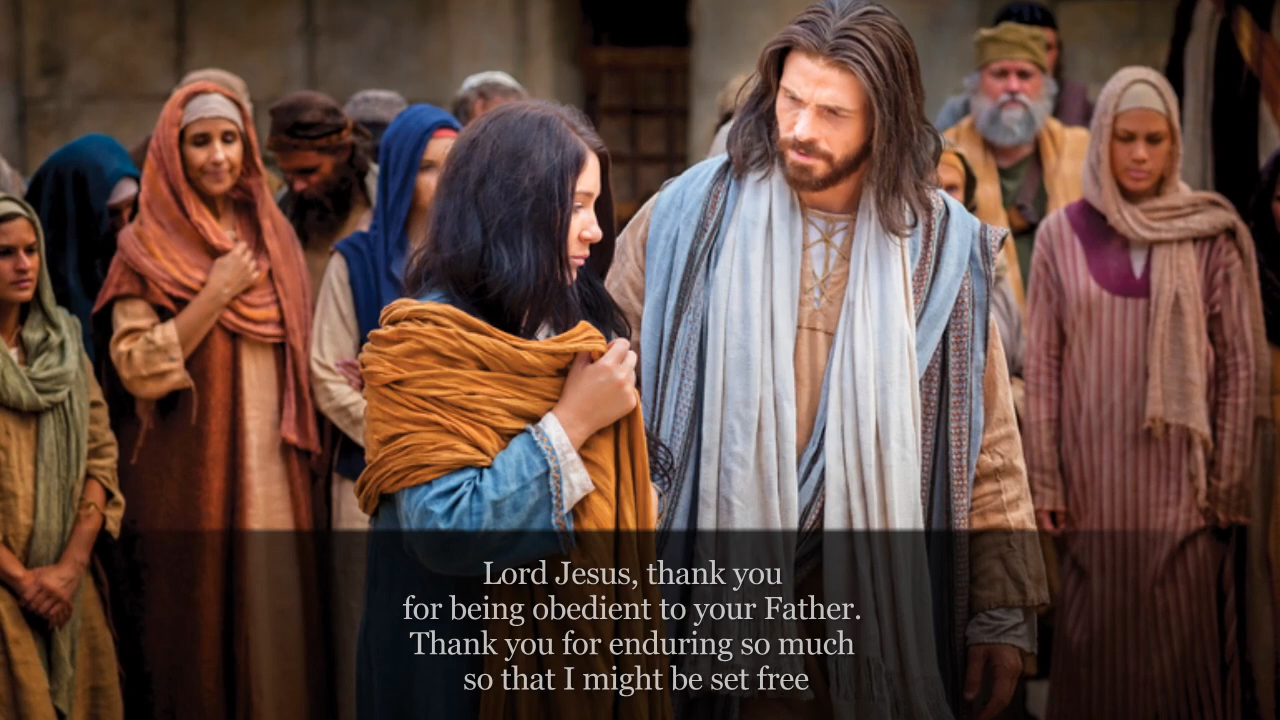 Lord Jesus, thank you
for being obedient to your Father.
Thank you for enduring so much
so that I might be set free